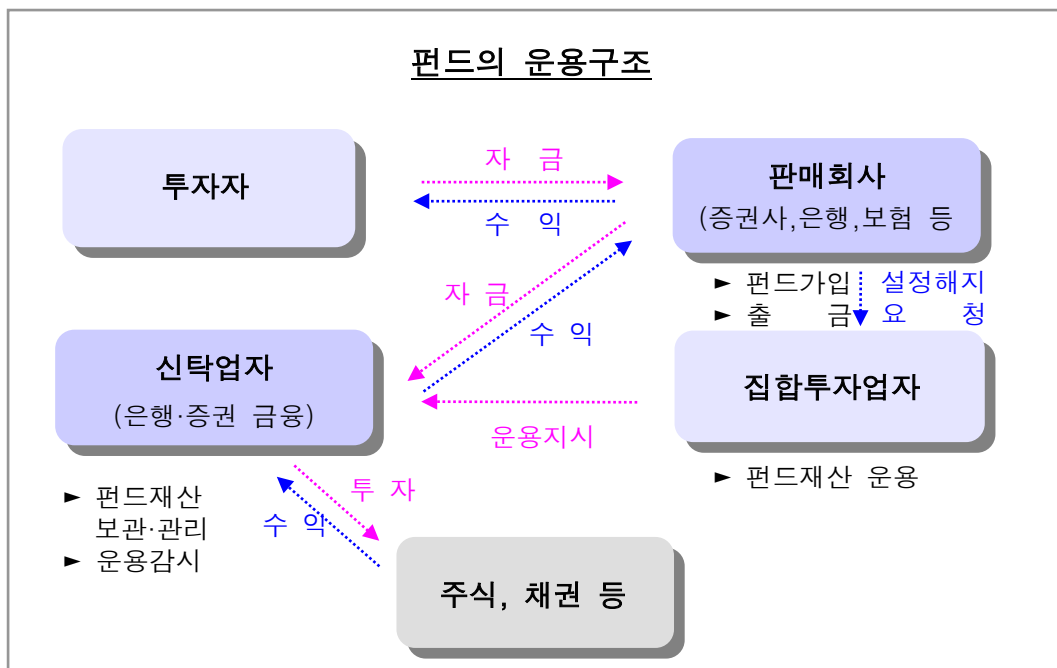 펀드의 운용구조
투자자
자 금
수 익
판매회사
(증권사,은행,보험 등
► 펀드가입
► 출 금
설정해지
요 청
자 금
수 익
신탁업자
(은행·증권 금융)
집합투자업자
운용지시
► 펀드재산 운용
► 펀드재산
보관·관리
► 운용감시
투 자
수 익
주식, 채권 등